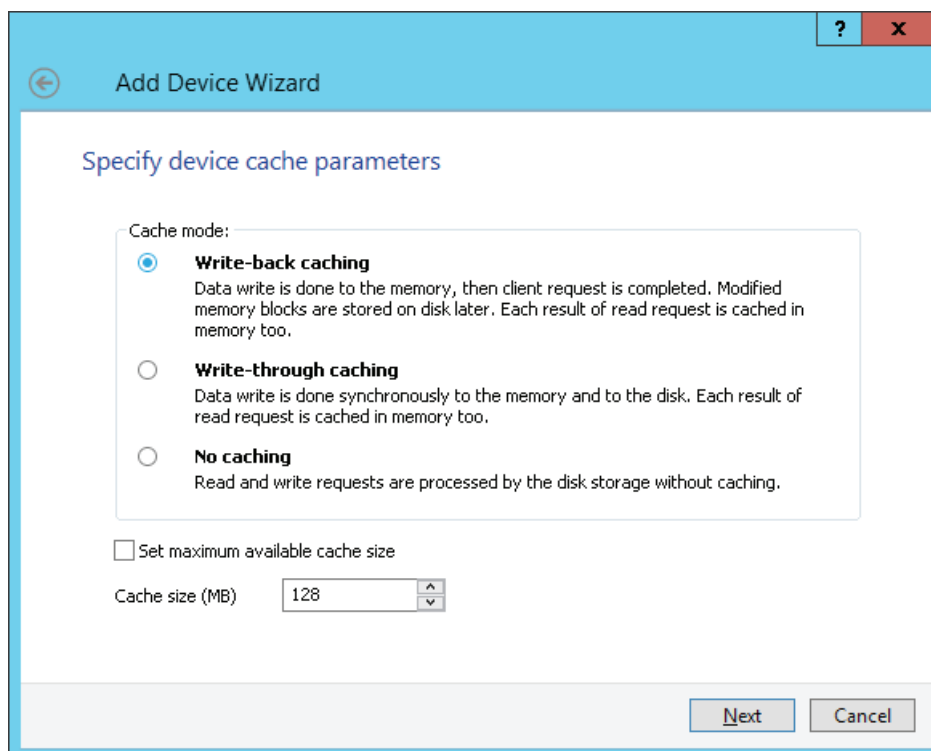 ? x
Add Device Wizard
Specify device cache parameters
Cache mode:
Write-back caching
Data write is done to the memory, then client request is completed. Modified
memory blocks are stored on disk later. Each result of read request is cached in
memory too.
Write-through caching
Data write is done synchronously to the memory and to the disk. Each result of
read request is cached in memory too.
No caching
Read and write requests are processed by the disk storage without caching.
Set maximum available cache size
Cache size (MB) 128
Next Cancel